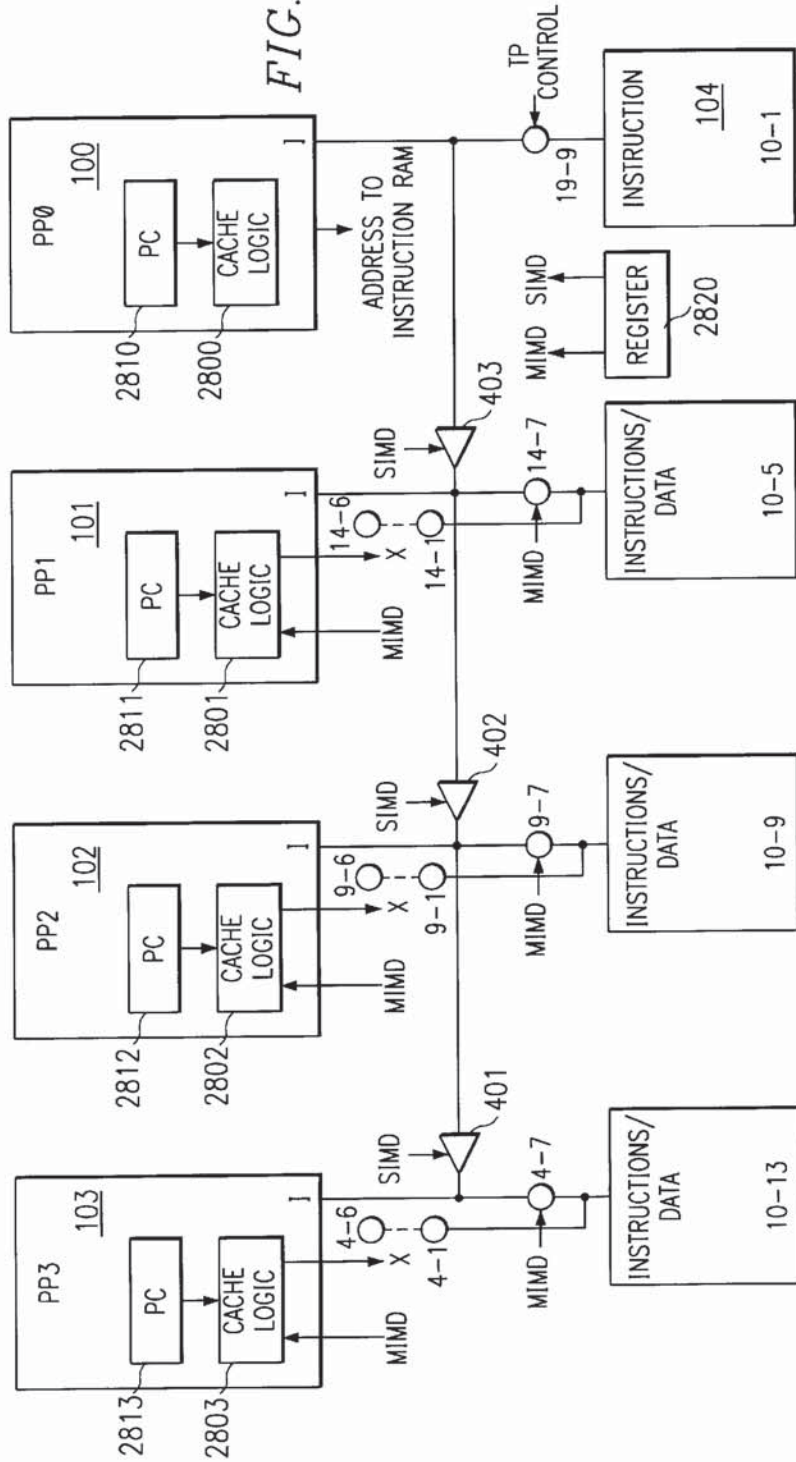 FIG.
PP3
103
PC
2813
CACHE
LOGIC
2803
I
MIMD
X
4-6
4-1
SIMD
401
4-7
MIMD
INSTRUCTIONS/
DATA
10-13
PP2
102
PC
2812
CACHE
LOGIC
2802
I
MIMD
X
9-6
9-1
SIMD
402
9-7
MIMD
INSTRUCTIONS/
DATA
10-9
PP1
101
PC
2811
CACHE
LOGIC
2801
I
MIMD
X
14-6
14-1
SIMD
403
14-7
MIMD
INSTRUCTIONS/
DATA
10-5
PP0
100
PC
2810
CACHE
LOGIC
2800
I
ADDRESS TO
INSTRUCTION RAM
MIMD
SIMD
REGISTER
2820
TP
CONTROL
19-9
INSTRUCTION
104
10-1